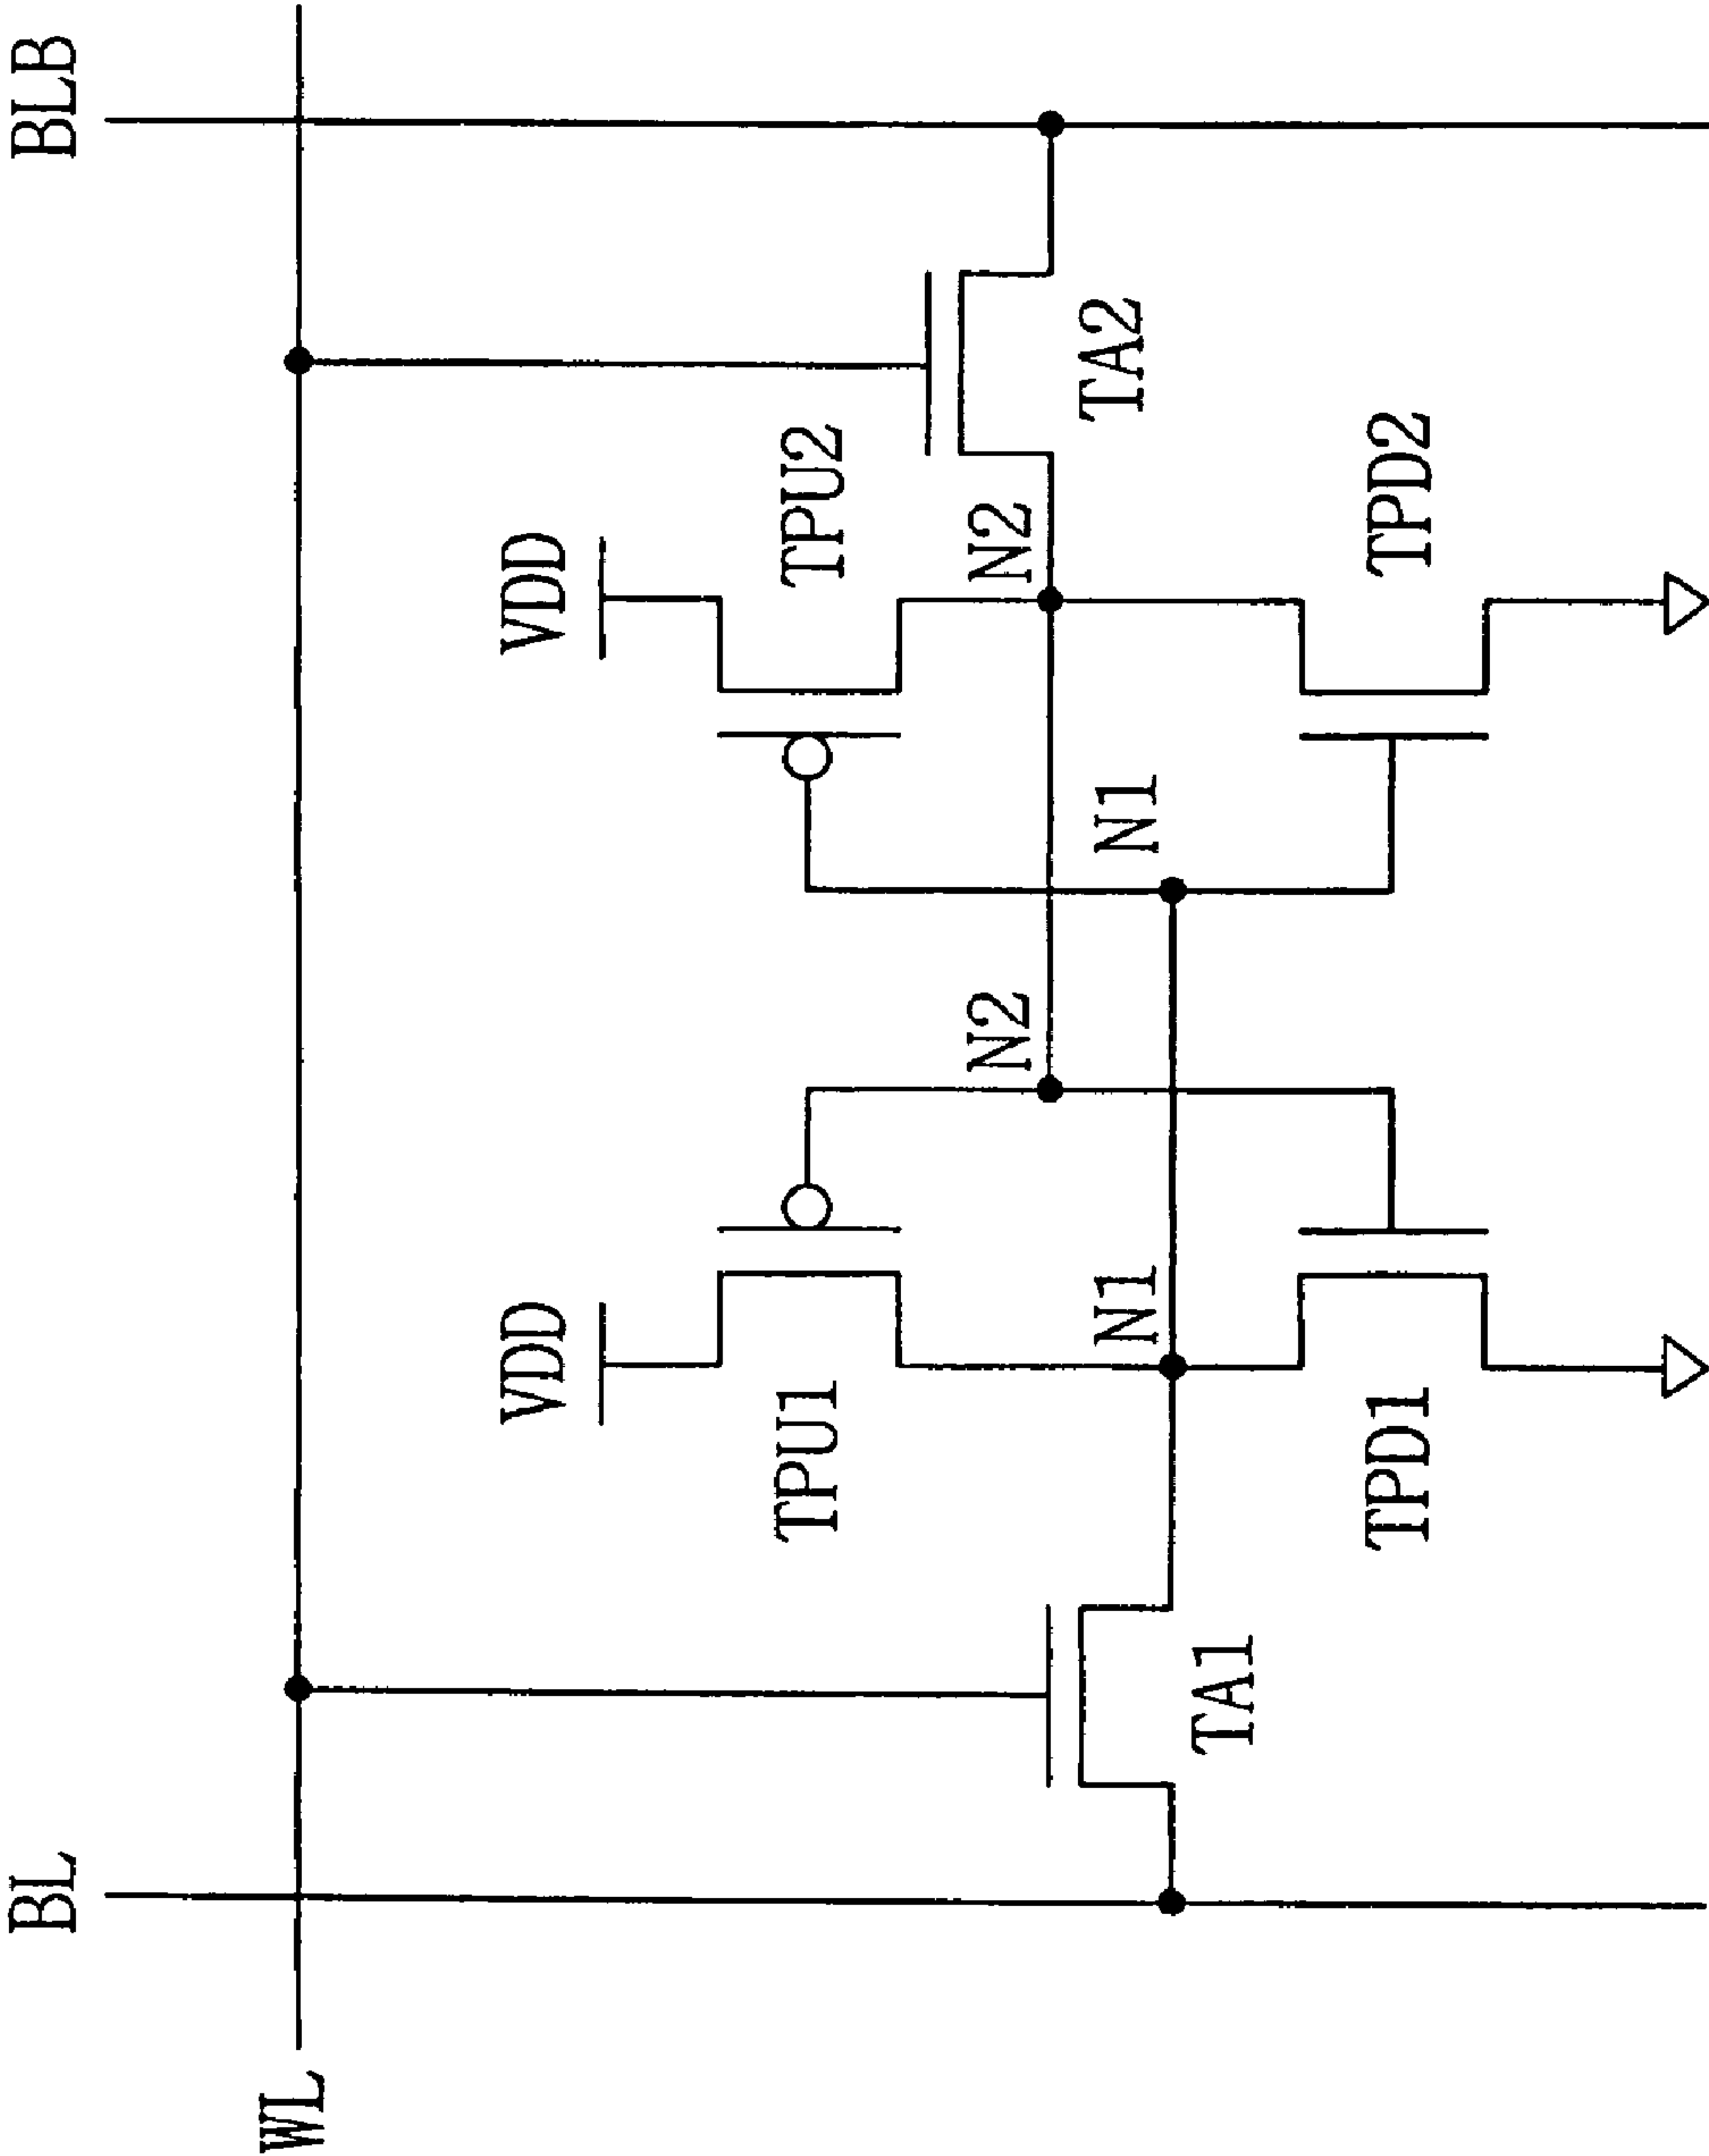 BL
BLB
WL
VDD
VDD
TPU1
TPU2
N2
N2
N1
N1
TA1
TA2
TPD1
TPD2